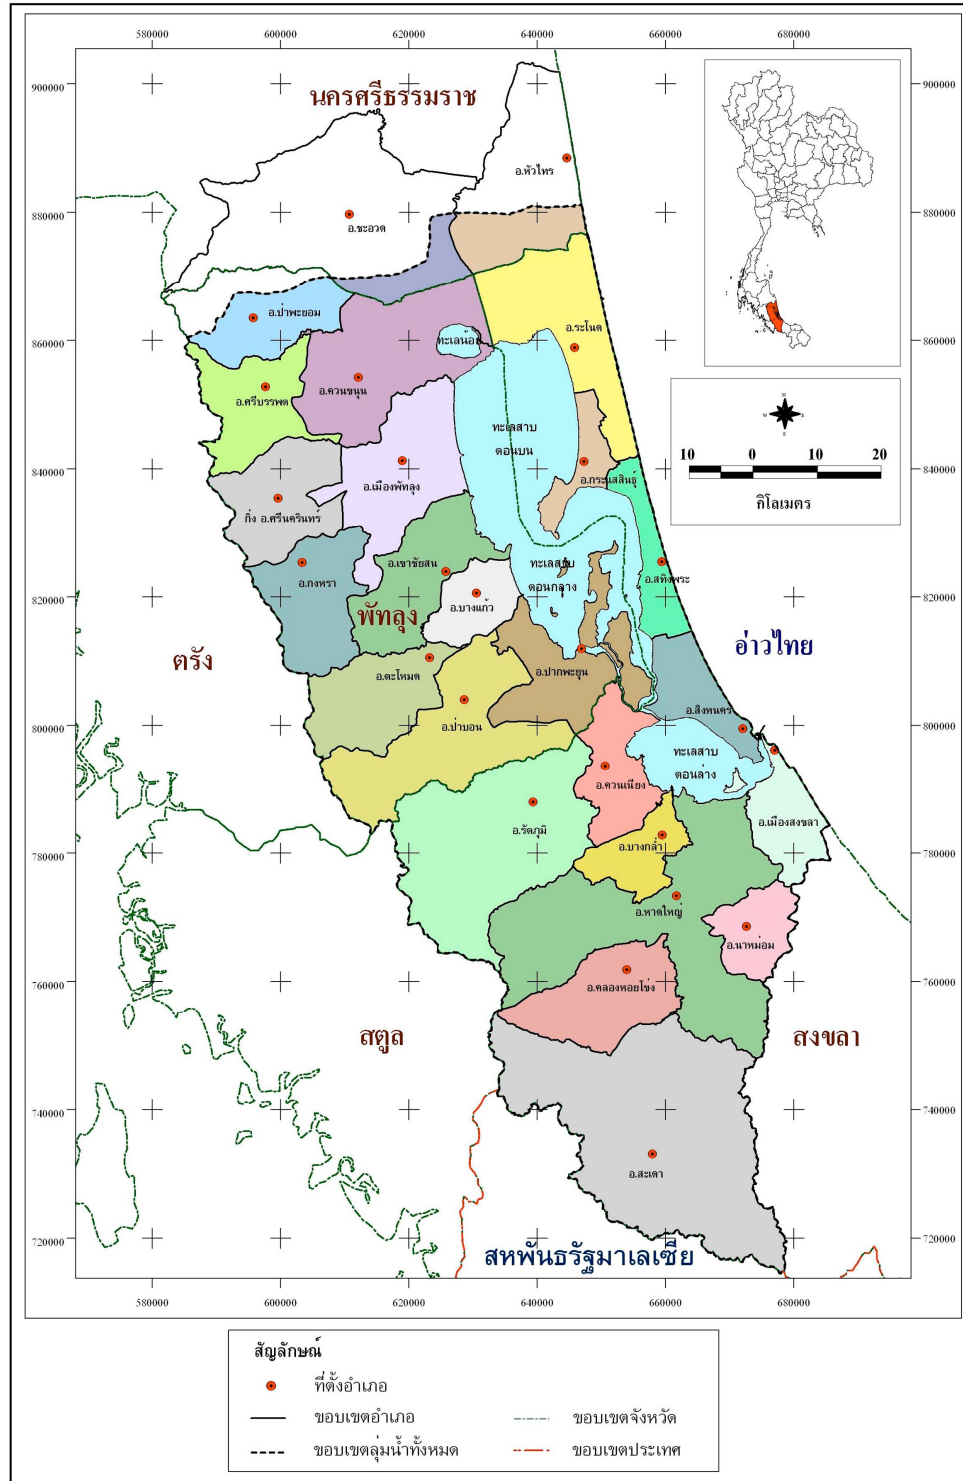 580000 600000 620000 640000 660000 680000
900000 900000
นครศรีธรรมราช
อ.หัวไทร
880000 880000
อ.ชะอวด
อ.ป่าพะยอม
อ.ระโนด
860000 ทะเลน้อย 860000
อ.ควนขนุน
อ.ศรีบรรพต
ทะเลสาบ
ตอนบน
840000 840000
อ.เมืองพัทลุง
อ.กระแสสินธุ์
10 0 10 20
กิโลเมตร
N
W E
S
กิ่ง อ.ศรีนครินทร์
อ.เขาชัยสน
ทะเลสาบ
ตอนกลาง
อ.กงหรา
อ.สทิงพระ
820000 820000
อ.บางแก้ว
พัทลุง
อ่าวไทย
ตรัง
อ.ปากพะยูน
อ.ตะโหมด
อ.สิงหนคร
800000 800000
อ.ป่าบอน
ทะเลสาบ
ตอนล่าง
อ.ควนเนียง
อ.เมืองสงขลา
อ.รัตภูมิ
อ.บางกล่ำ
780000 780000
อ.หาดใหญ่
อ.นาหม่อม
760000 760000
อ.คลองหอยโข่ง
สตูล
สงขลา
740000 740000
อ.สะเดา
720000 720000
สหพันธรัฐมาเลเซีย
580000 600000 620000 640000 660000 680000
สัญลักษณ์
ที่ตั้งอำเภอ
ขอบเขตอำเภอ ขอบเขตจังหวัด
ขอบเขตลุ่มน้ำทั้งหมด ขอบเขตประเทศ